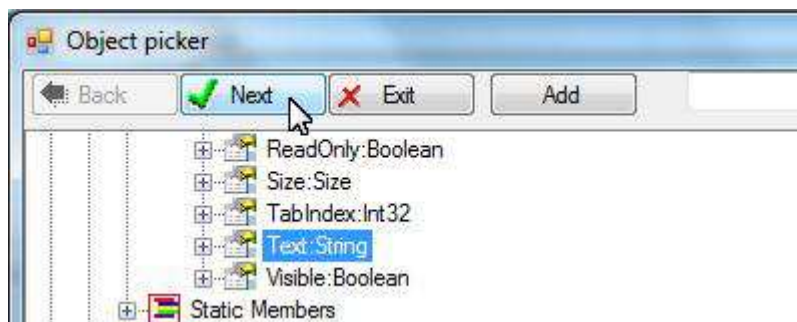 Object picker
Back Next Exit Add
ReadOnly:Boolean
Size:Size
TabIndex:Int32
Text:String
Visible:Boolean
Static Members